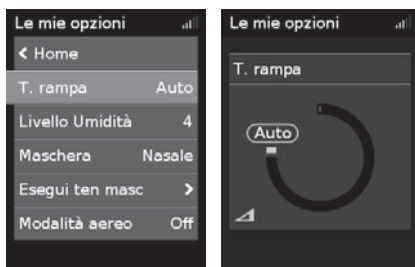 Le mie opzioni
< Home
T. rampa Auto
Livello Umidità 4
Maschera Nasale
Esegui ten masc >
Modalità aereo Off
Le mie opzioni
T. rampa
Auto